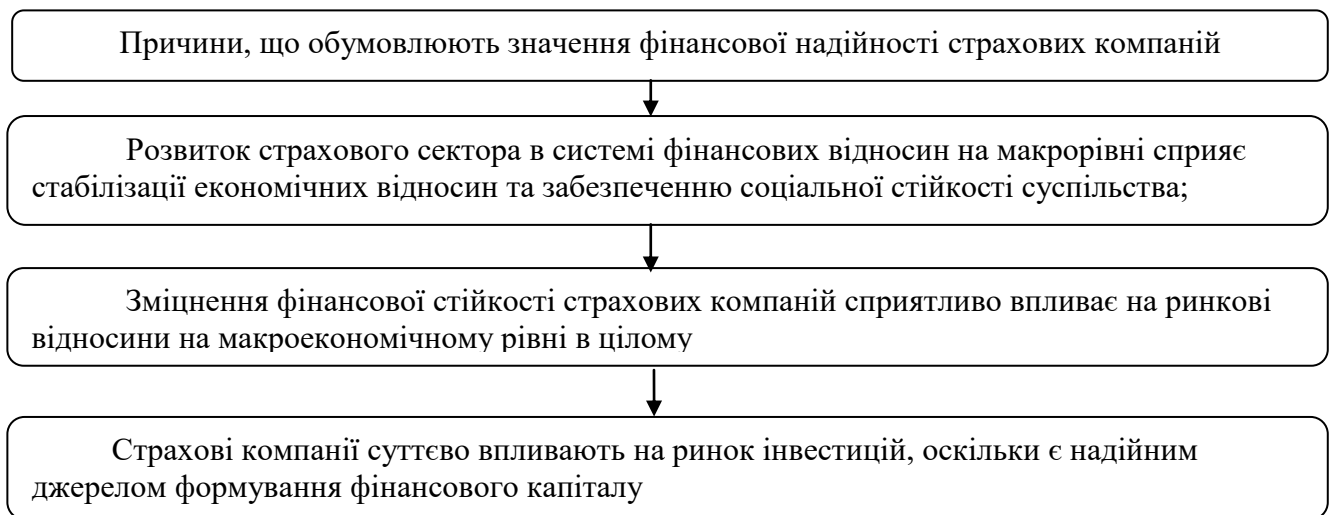 Причини, що обумовлюють значення фінансової надійності страхових компаній
Розвиток страхового сектора в системі фінансових відносин на макрорівні сприяє
стабілізації економічних відносин та забезпеченню соціальної стійкості суспільства;
Зміцнення фінансової стійкості страхових компаній сприятливо впливає на ринкові
відносини на макроекономічному рівні в цілому
Страхові компанії суттєво впливають на ринок інвестицій, оскільки є надійним
джерелом формування фінансового капіталу